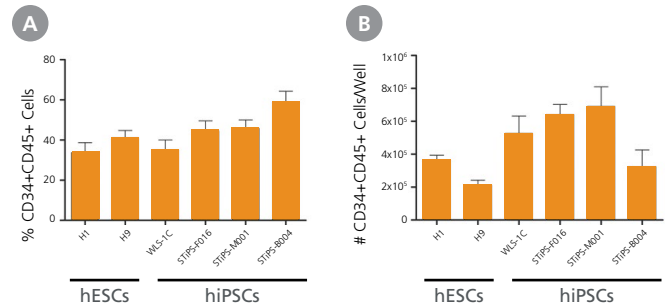 A
% CD34+CD45+ Cells
80
60
40
20
0
H1
H9
WLS-1C
STiPS-F016
STiPS-M001
STiPS-B004
hESCs
hiPSCs
B
# CD34+CD45+ Cells/Well
1x10⁶
8x10⁵
6x10⁵
4x10⁵
2x10⁵
0
H1
H9
WLS-1C
STiPS-F016
STiPS-M001
STiPS-B004
hESCs
hiPSCs